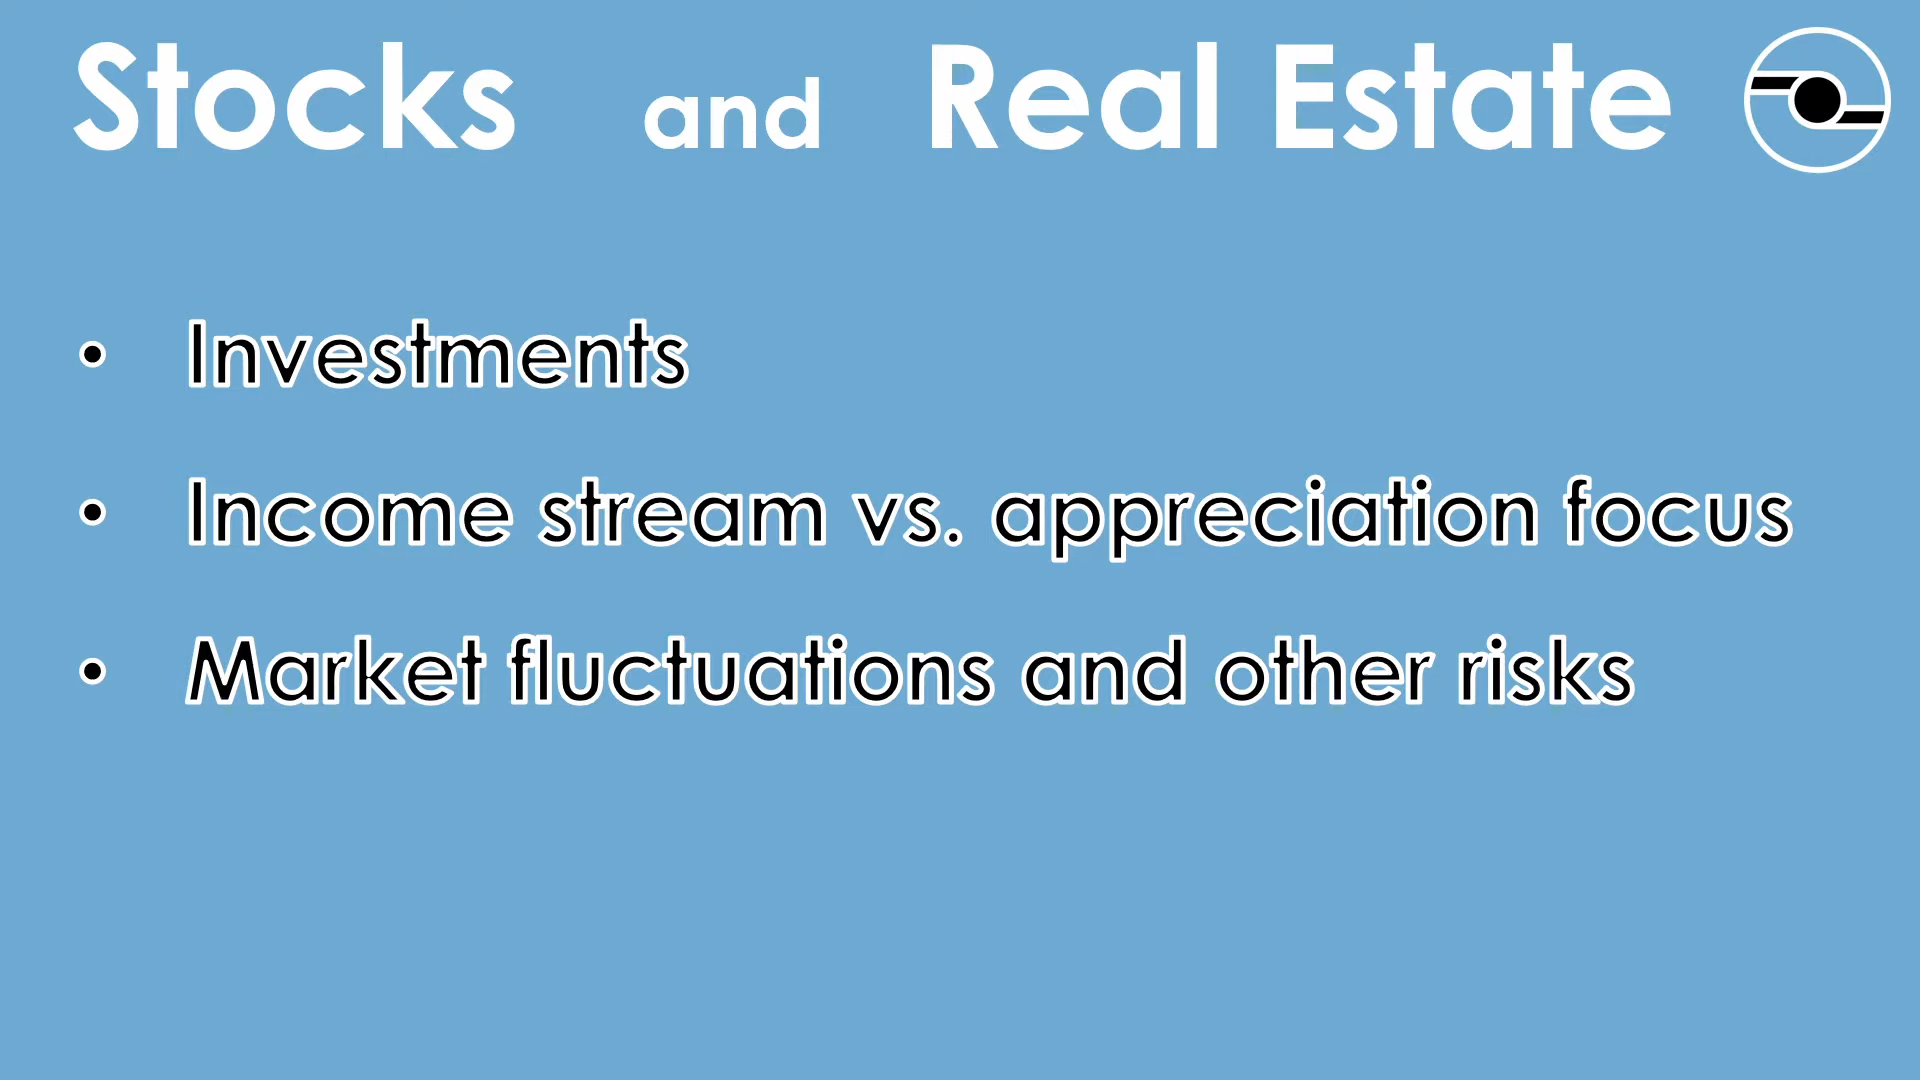 Stocks and Real Estate
• Investments
• Income stream vs. appreciation focus
• Market fluctuations and other risks